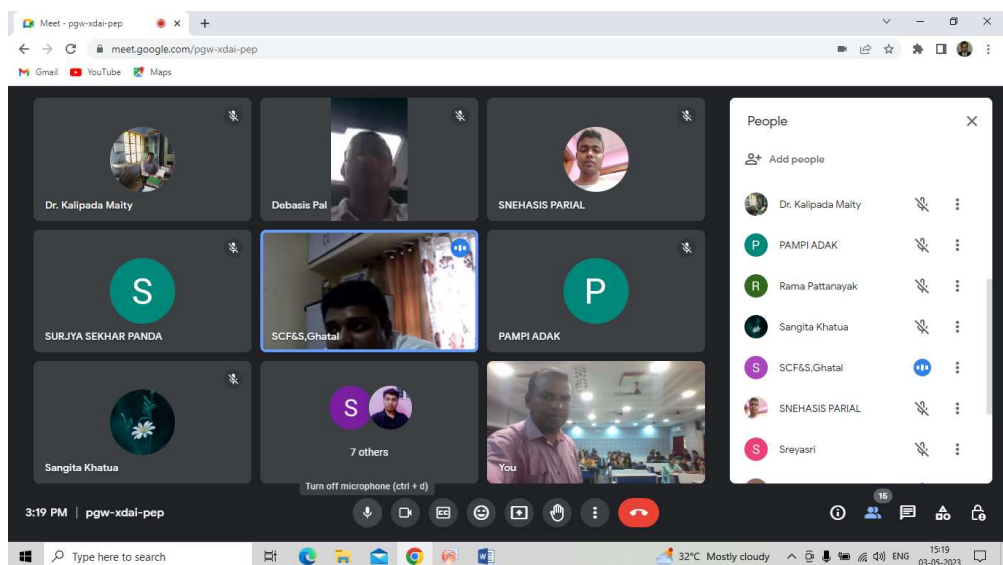 Meet - pgw-xdai-pep
meet.google.com/pgw-xdai-pep
Gmail YouTube Maps
Dr. Kalipada Maity
Debasis Pal
SNEHASIS PARIAL
S
SURJYA SEKHAR PANDA
SCF&S,Ghatal
P
PAMPI ADAK
Sangita Khatua
S
7 others
You
People
Add people
Dr. Kalipada Maity
P PAMPI ADAK
R Rama Pattanayak
Sangita Khatua
S SCF&S,Ghatal
SNEHASIS PARIAL
S Sreyasri
Turn off microphone (ctrl + d)
3:19 PM | pgw-xdai-pep
CC
15
Type here to search
32°C Mostly cloudy
ENG
15:19
03-05-2023